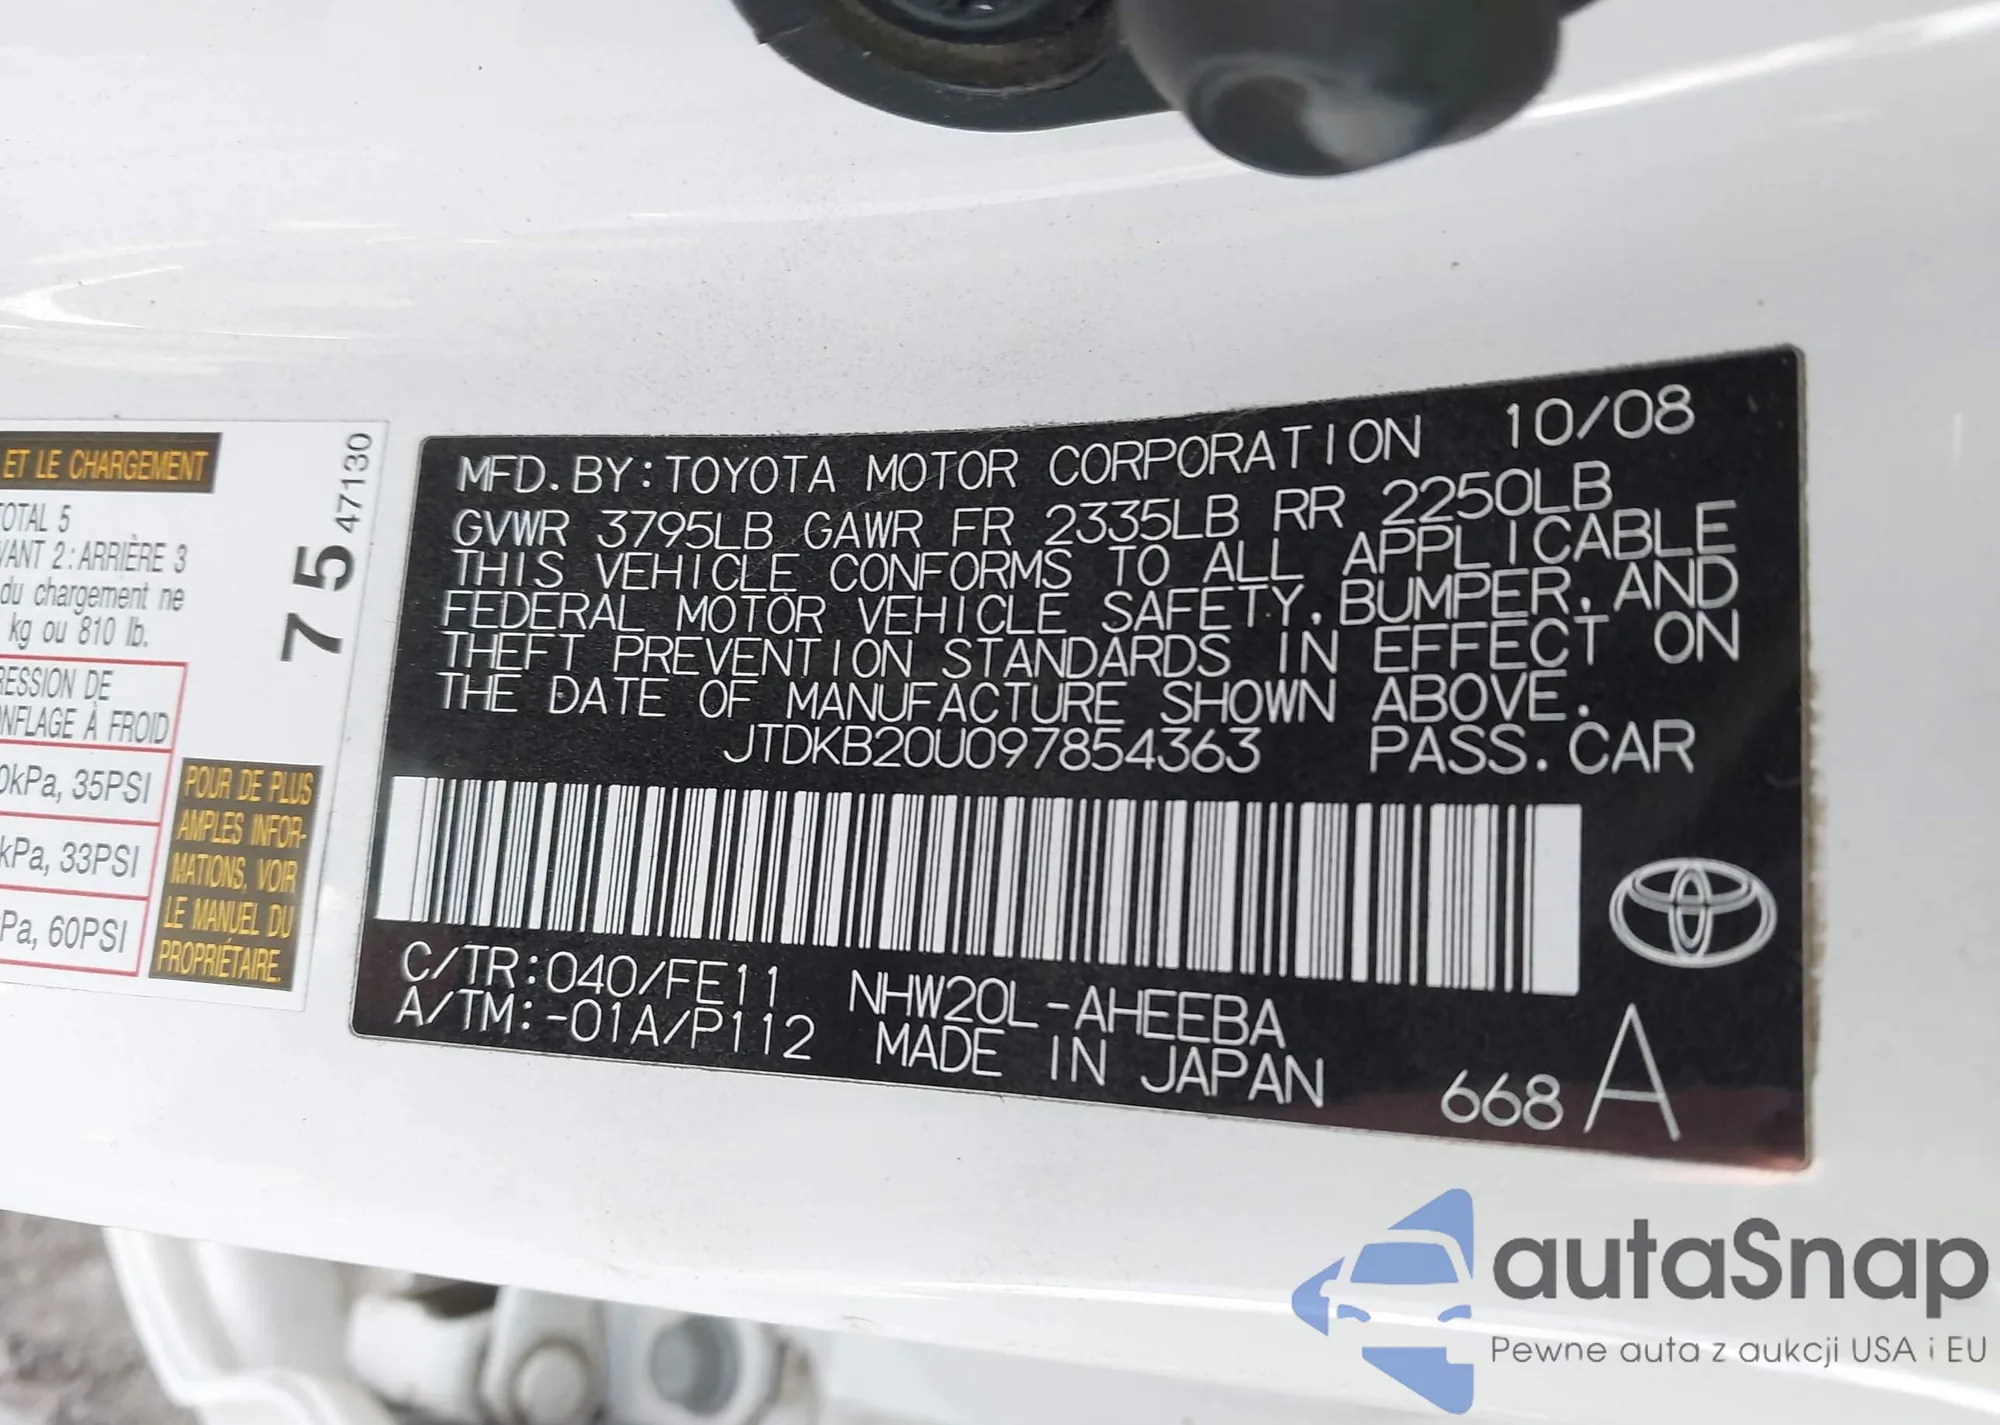 ET LE CHARGEMENT
TOTAL 5
VANT 2 : ARRIÈRE 3
du chargement ne
kg ou 810 lb.
RESSION DE
ONFLAGE À FROID
0kPa, 35PSI
kPa, 33PSI
Pa, 60PSI
POUR DE PLUS
AMPLES INFOR-
MATIONS, VOIR
LE MANUEL DU
PROPRIÉTAIRE.
75
47130
MFD. BY: TOYOTA MOTOR CORPORATION 10/08
GVWR 3795LB GAWR FR 2335LB RR 2250LB
THIS VEHICLE CONFORMS TO ALL APPLICABLE
FEDERAL MOTOR VEHICLE SAFETY, BUMPER, AND
THEFT PREVENTION STANDARDS IN EFFECT ON
THE DATE OF MANUFACTURE SHOWN ABOVE.
JTDKB20U097854363 PASS. CAR
C/TR: 040/FE11 NHW20L-AHEEBA
A/TM: -01A/P112 MADE IN JAPAN
668 A
autaSnap
Pewne auta z aukcji USA i EU